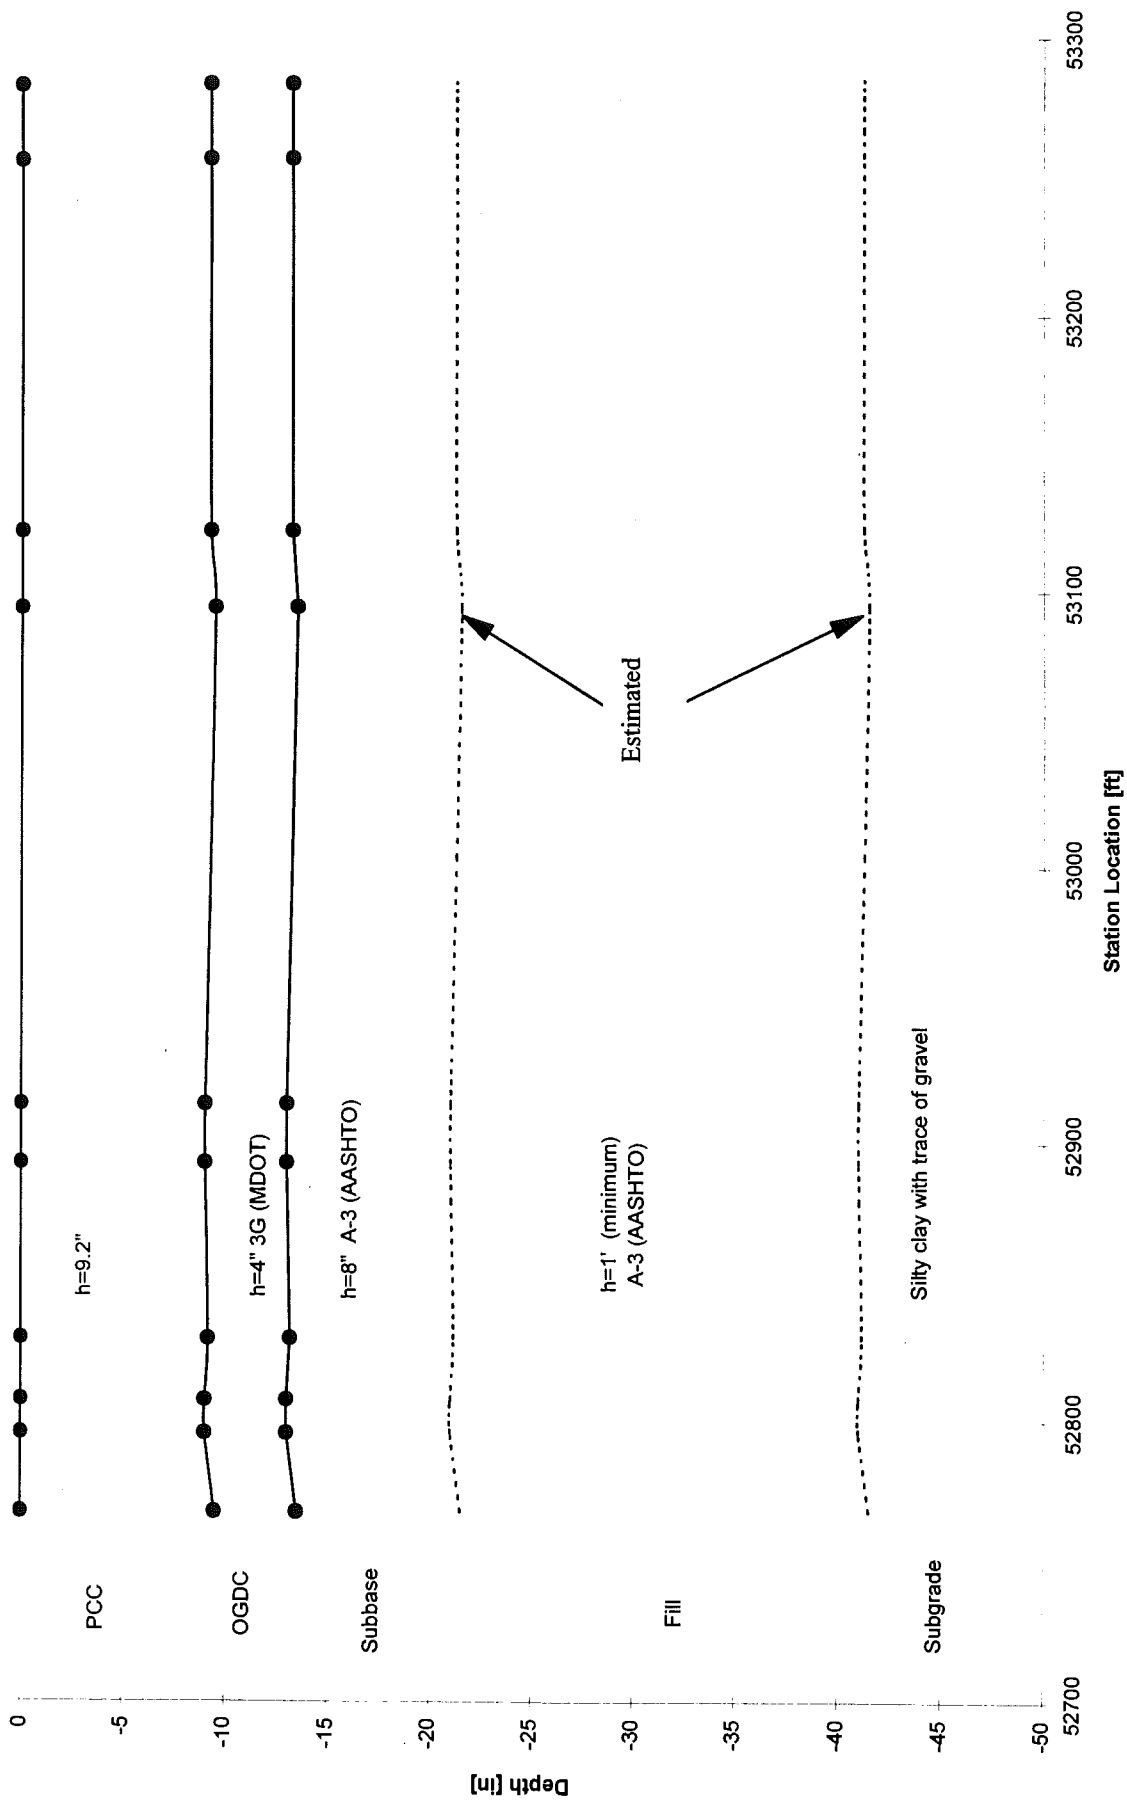 0
-5
-10
-15
-20
-25
-30
-35
-40
-45
-50
Depth [in]
PCC
OGDC
Subbase
Fill
Subgrade
h=9.2"
h=4" 3G (MDOT)
h=8" A-3 (AASHTO)
h=1' (minimum)
A-3 (AASHTO)
Silty clay with trace of gravel
Estimated
52700
52800
52900
53000
53100
53200
53300
Station Location [ft]